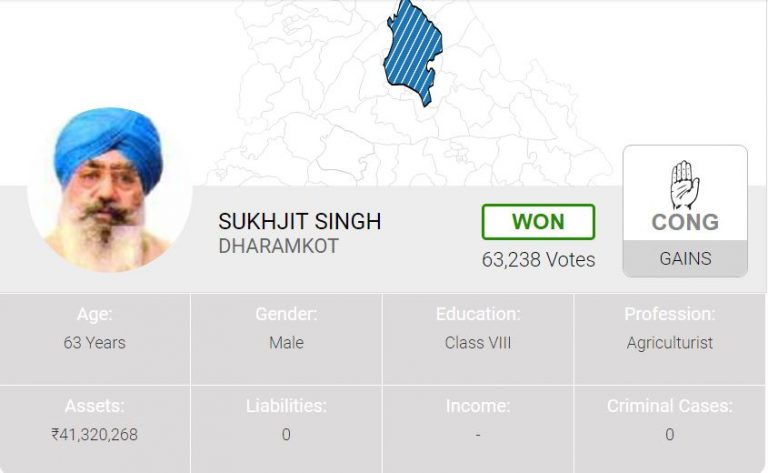 SUKHJIT SINGH
DHARAMKOT
WON
63,238 Votes
CONG
GAINS
Age:
63 Years
Gender:
Male
Education:
Class VIII
Profession:
Agriculturist
Assets:
₹41,320,268
Liabilities:
0
Income:
-
Criminal Cases:
0